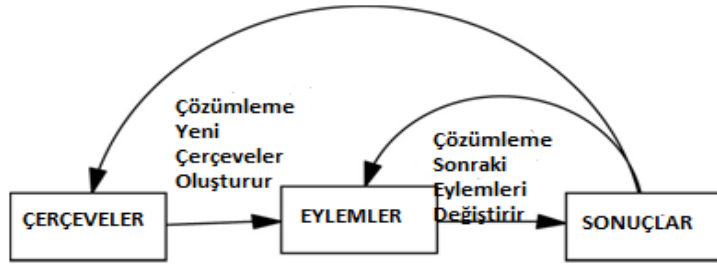 Çözümleme
Yeni
Çerçeveler
Oluşturur
Çözümleme
Sonraki
Eylemleri
Değiştirir
ÇERÇEVELER
EYLEMLER
SONUÇLAR